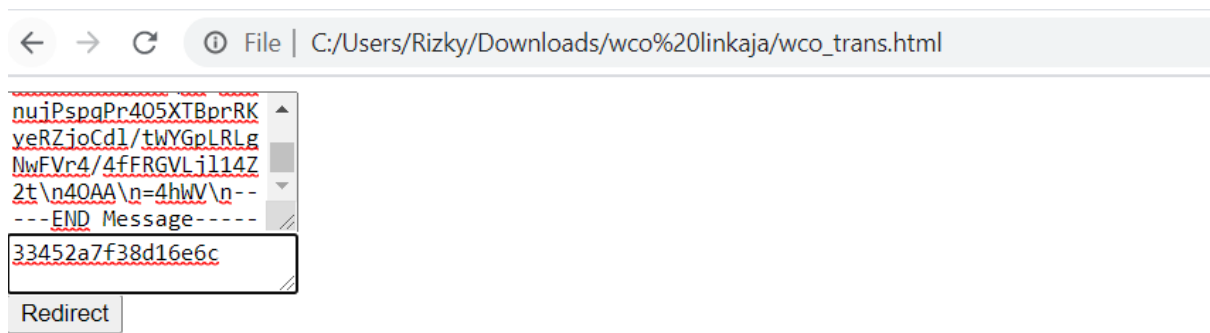 File | C:/Users/Rizky/Downloads/wco%20linkaja/wco_trans.html
nujPspqPr4O5XTBprRK
yeRZjoCdl/tWYGpLRLg
NwFVr4/4fFRGVLjl14Z
2t\n4OAA\n=4hWV\n--
---END Message-----
33452a7f38d16e6c
Redirect